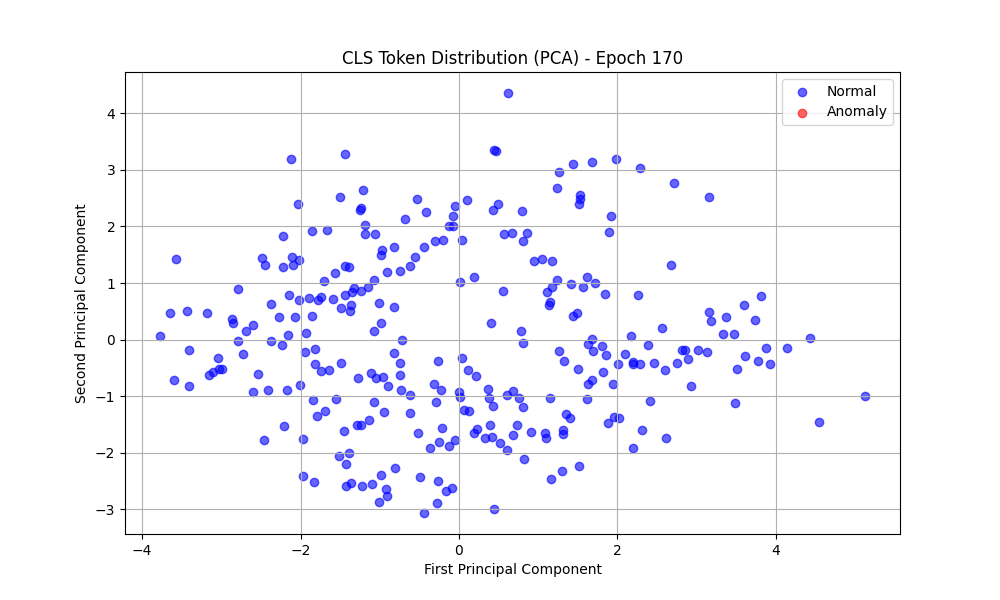 CLS Token Distribution (PCA) - Epoch 170
Normal
Anomaly
4
3
2
1
0
−1
−2
−3
Second Principal Component
−4
−2
0
2
4
First Principal Component